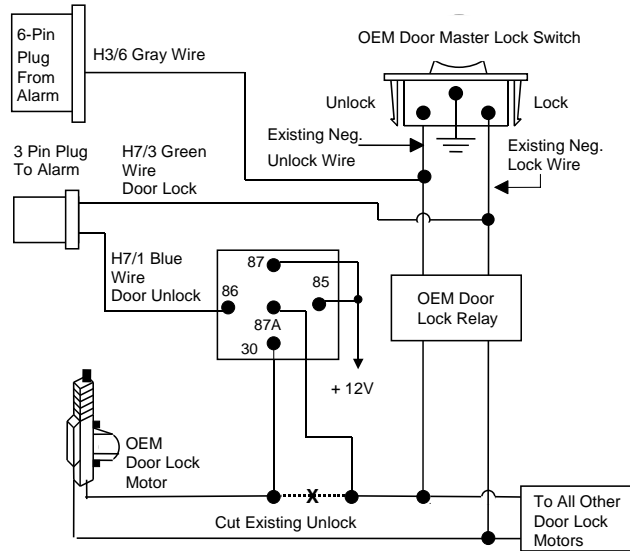 6-Pin
Plug
From
Alarm
H3/6 Gray Wire
OEM Door Master Lock Switch
Unlock
Lock
Existing Neg.
Unlock Wire
Existing Neg.
Lock Wire
3 Pin Plug
To Alarm
H7/3 Green
Wire
Door Lock
H7/1 Blue
Wire
Door Unlock
87
86
85
87A
30
+ 12V
OEM Door
Lock Relay
OEM
Door Lock
Motor
X
Cut Existing Unlock
To All Other
Door Lock
Motors